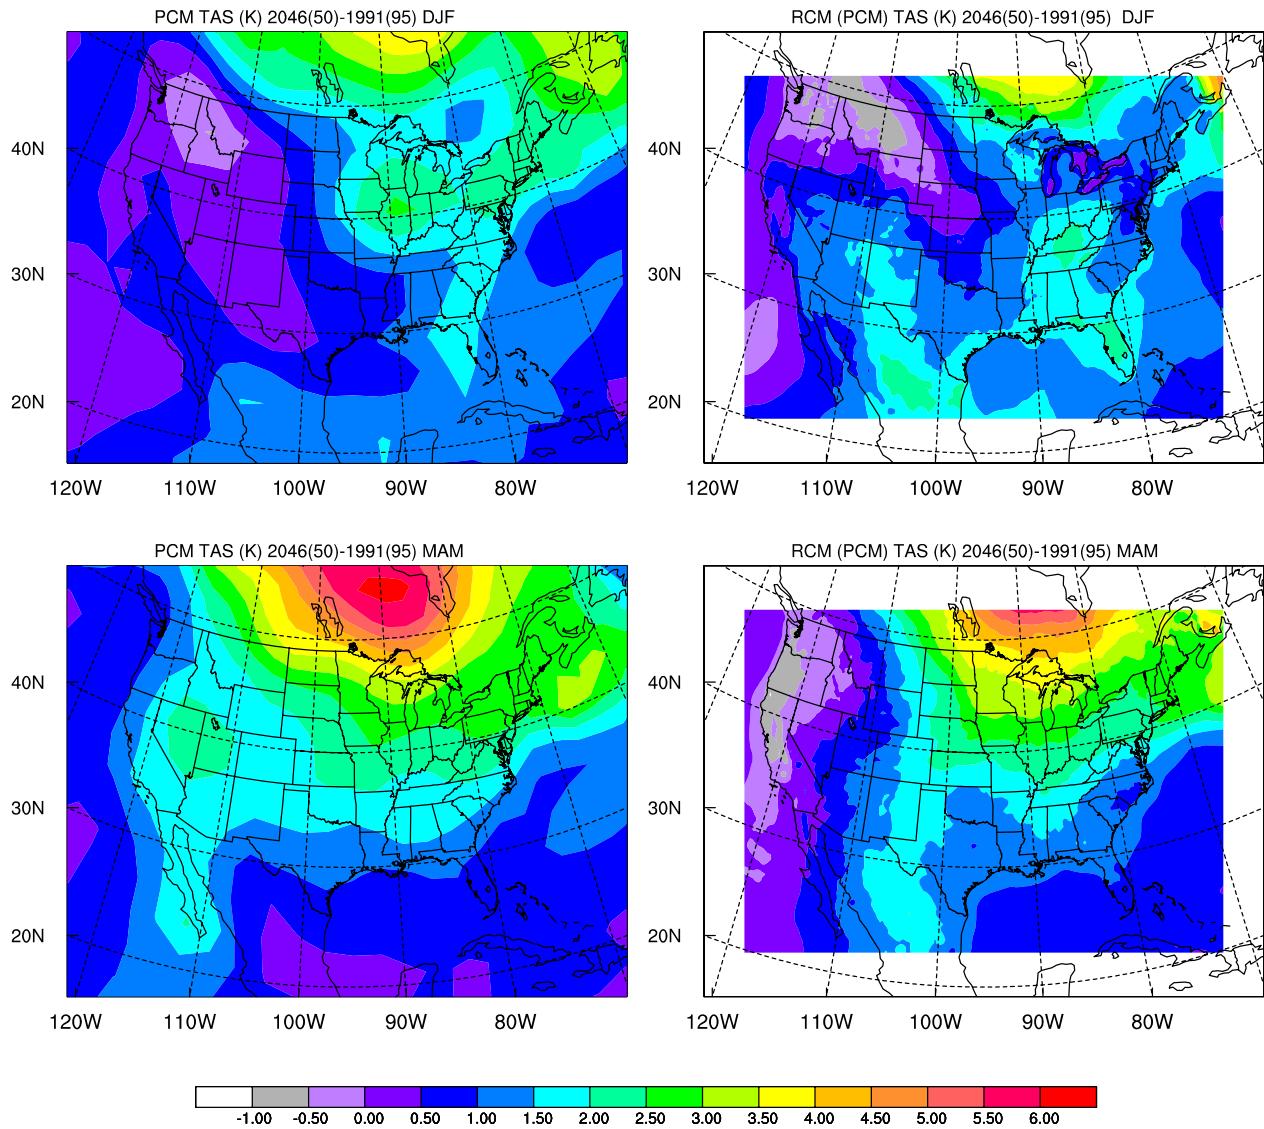 PCM TAS (K) 2046(50)-1991(95) DJF
RCM (PCM) TAS (K) 2046(50)-1991(95) DJF
40N
30N
20N
120W 110W 100W 90W 80W
40N
30N
20N
120W 110W 100W 90W 80W
PCM TAS (K) 2046(50)-1991(95) MAM
RCM (PCM) TAS (K) 2046(50)-1991(95) MAM
40N
30N
20N
120W 110W 100W 90W 80W
40N
30N
20N
120W 110W 100W 90W 80W
-1.00 -0.50 0.00 0.50 1.00 1.50 2.00 2.50 3.00 3.50 4.00 4.50 5.00 5.50 6.00